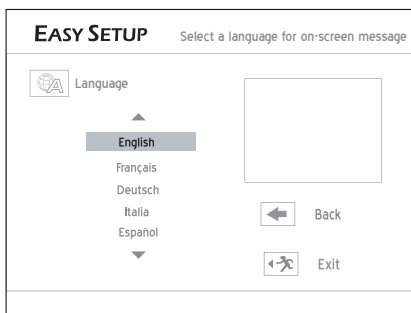 EASY SETUP Select a language for on-screen message
Language
English
Français
Deutsch
Italia
Español
Back
Exit